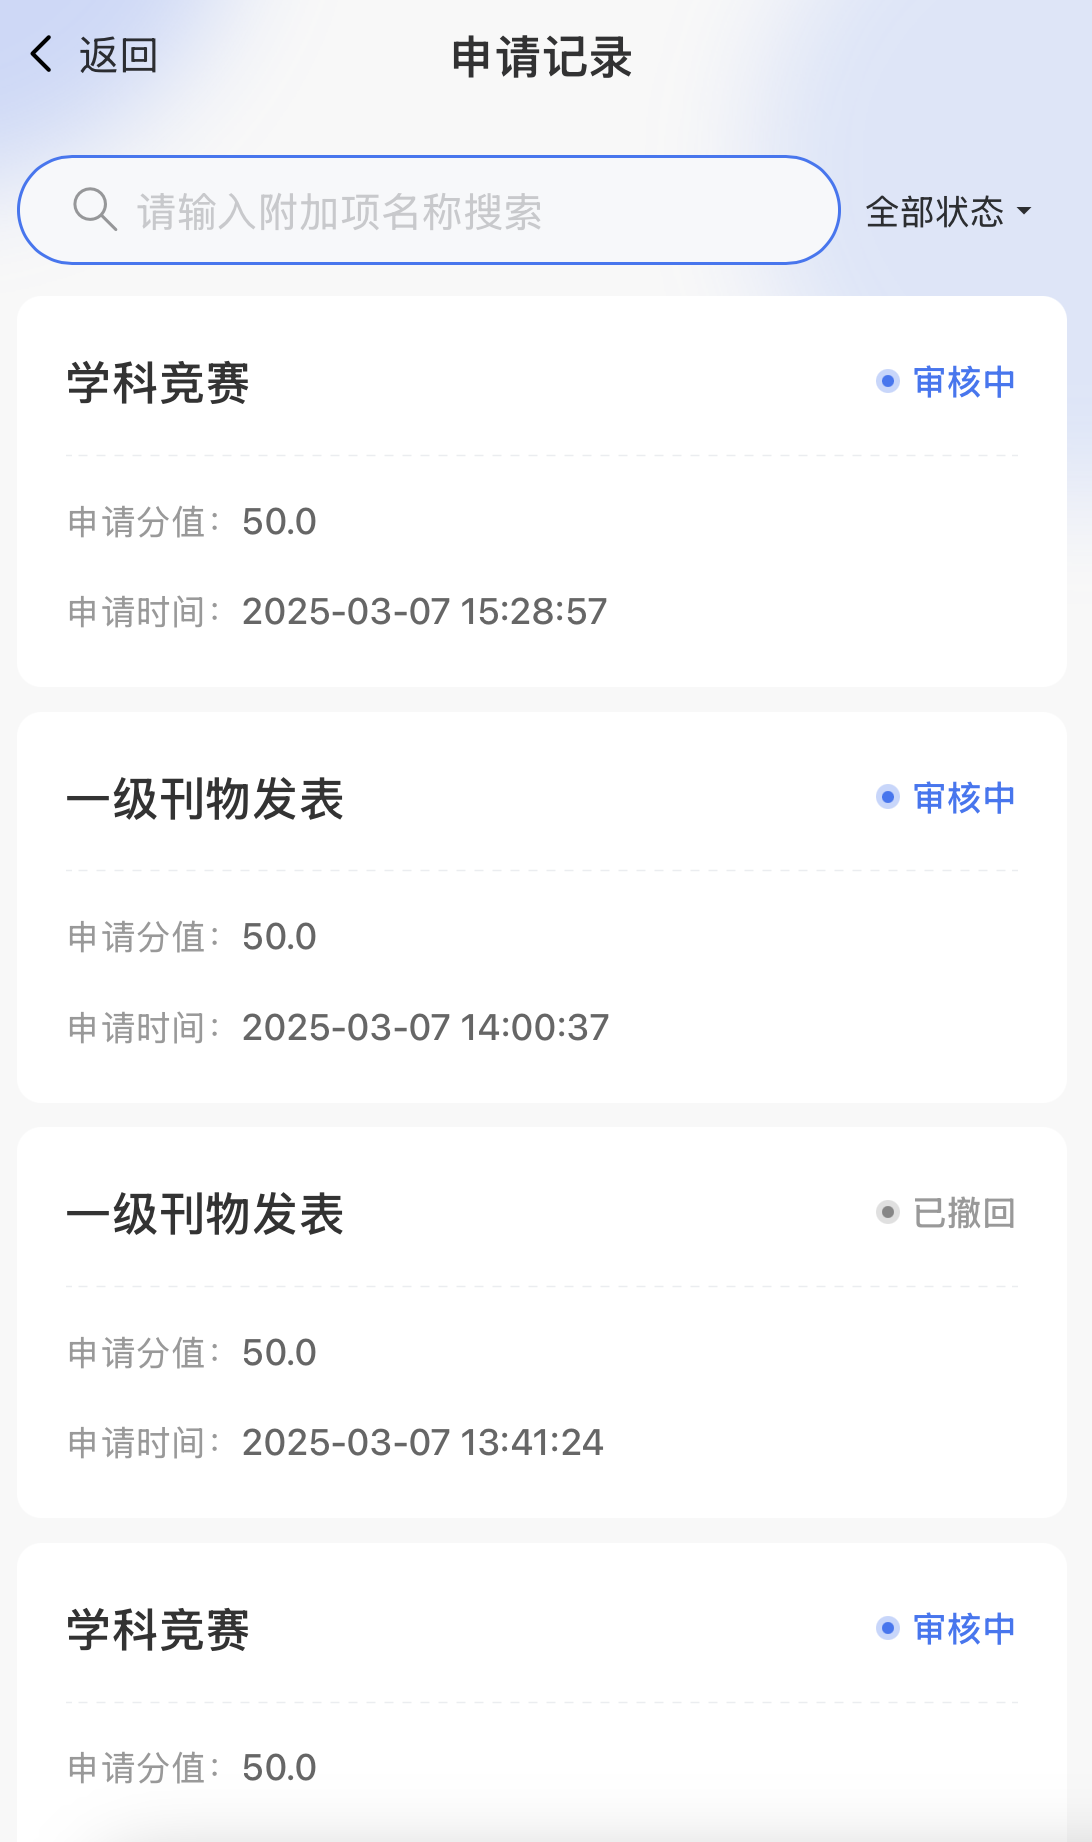 返回
申请记录
请输入附加项名称搜索
全部状态
学科竞赛
审核中
申请分值：50.0
申请时间：2025-03-07 15:28:57
一级刊物发表
审核中
申请分值：50.0
申请时间：2025-03-07 14:00:37
一级刊物发表
已撤回
申请分值：50.0
申请时间：2025-03-07 13:41:24
学科竞赛
审核中
申请分值：50.0